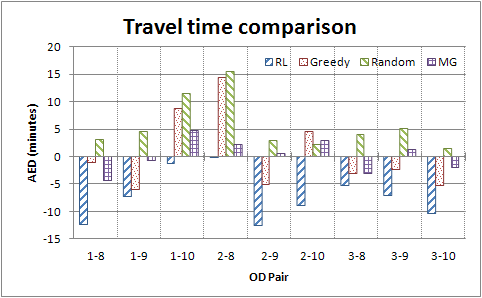 Travel time comparison
RL Greedy Random MG
20
15
10
5
0
-5
-10
-15
AED (minutes)
1-8 1-9 1-10 2-8 2-9 2-10 3-8 3-9 3-10
OD Pair